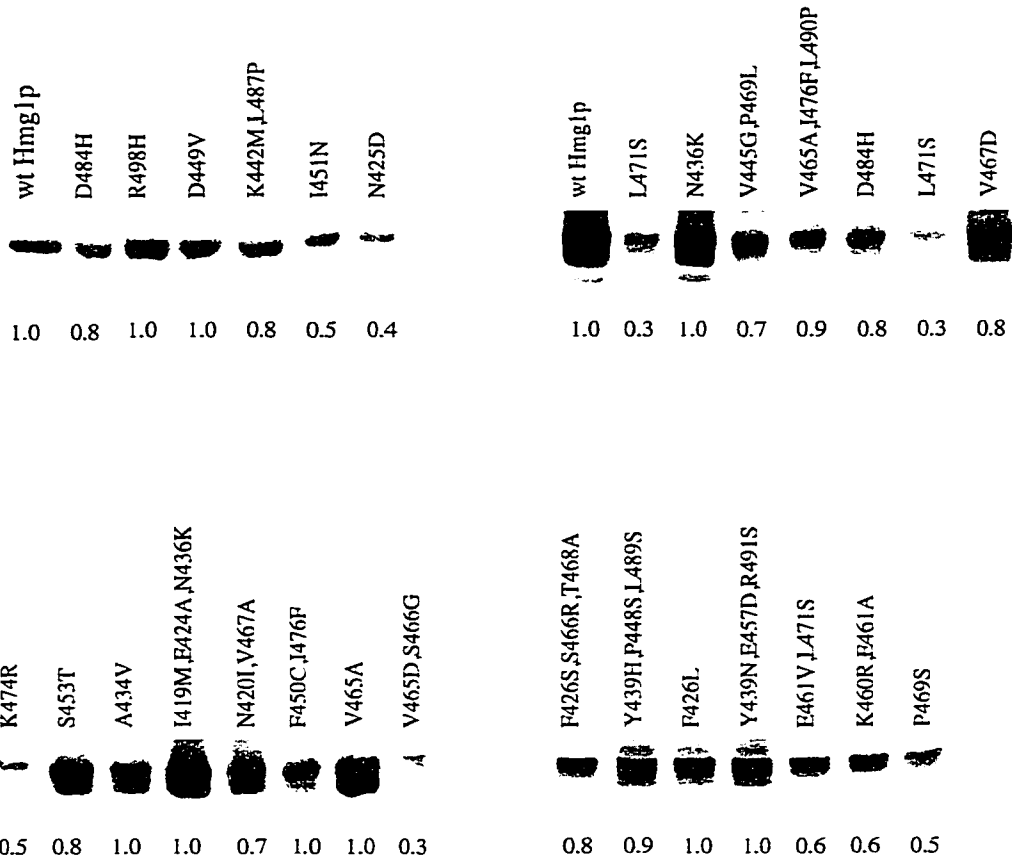 wt Hmg1p
D484H
R498H
D449V
K442M,L487P
I451N
N425D
1.0 0.8 1.0 1.0 0.8 0.5 0.4
wt Hmg1p
L471S
N436K
V445G,P469L
V465A,I476F,L490P
D484H
L471S
V467D
1.0 0.3 1.0 0.7 0.9 0.8 0.3 0.8
K474R
S453T
A434V
I419M,E424A,N436K
N420I,V467A
F450C,I476F
V465A
V465D,S466G
0.5 0.8 1.0 1.0 0.7 1.0 1.0 0.3
F426S,S466R,T468A
Y439H,P448S,L489S
F426L
Y439N,E457D,R491S
E461V,L471S
K460R,E461A
P469S
0.8 0.9 1.0 1.0 0.6 0.6 0.5